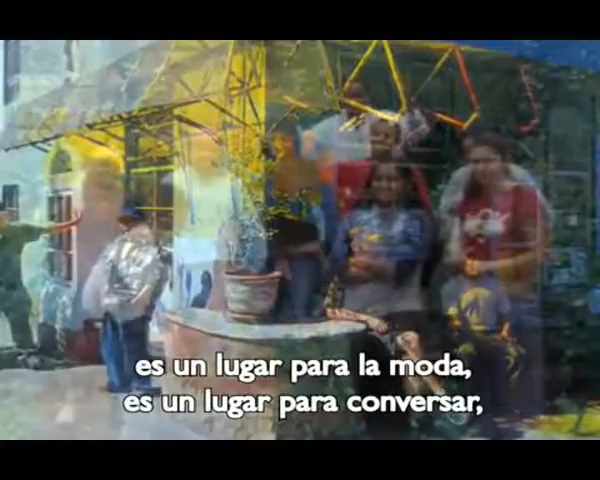 es un lugar para la moda,
es un lugar para conversar,